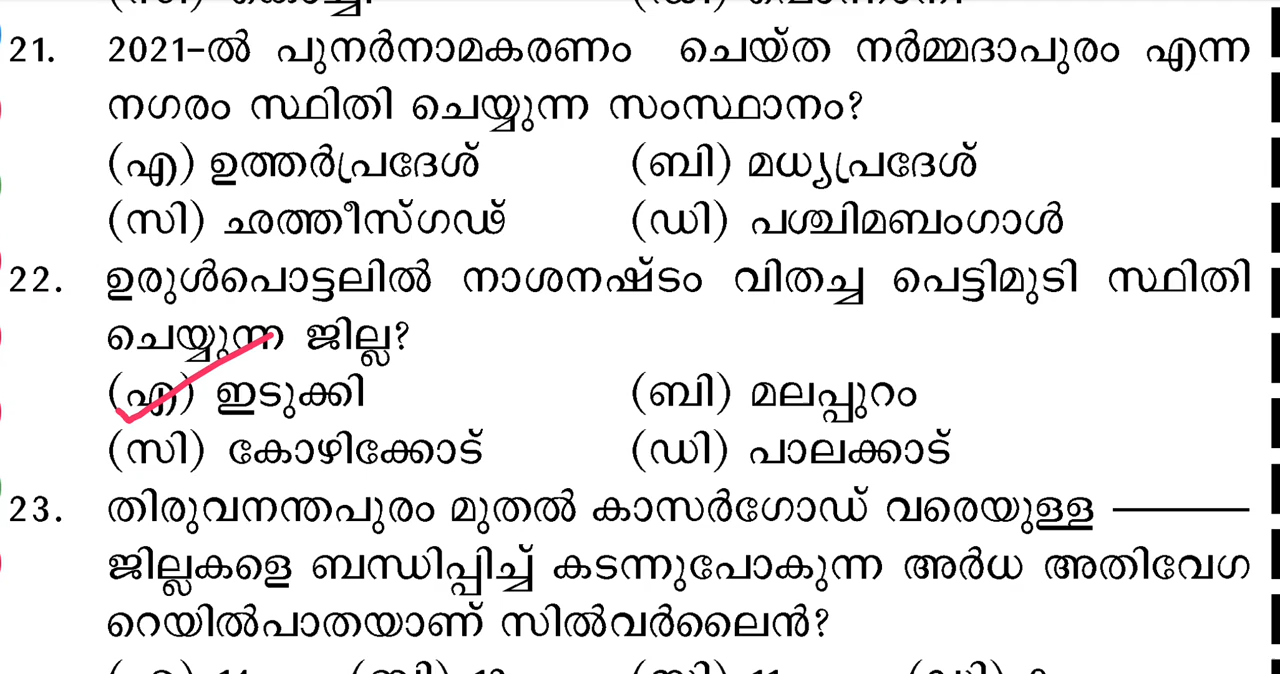 21. 2021-ൽ പുനർനാമകരണം ചെയ്ത നർമ്മദാപുരം എന്ന
നഗരം സ്ഥിതി ചെയ്യുന്ന സംസ്ഥാനം?
(എ) ഉത്തർപ്രദേശ് (ബി) മധ്യപ്രദേശ്
(സി) ഛത്തീസ്ഗഢ് (ഡി) പശ്ചിമബംഗാൾ
22. ഉരുൾപൊട്ടലിൽ നാശനഷ്ടം വിതച്ച പെട്ടിമുടി സ്ഥിതി
ചെയ്യുന്ന ജില്ല?
(എ) ഇടുക്കി (ബി) മലപ്പുറം
(സി) കോഴിക്കോട് (ഡി) പാലക്കാട്
23. തിരുവനന്തപുരം മുതൽ കാസർഗോഡ് വരെയുള്ള ———
ജില്ലകളെ ബന്ധിപ്പിച്ച് കടന്നുപോകുന്ന അർധ അതിവേഗ
റെയിൽപാതയാണ് സിൽവർലൈൻ?